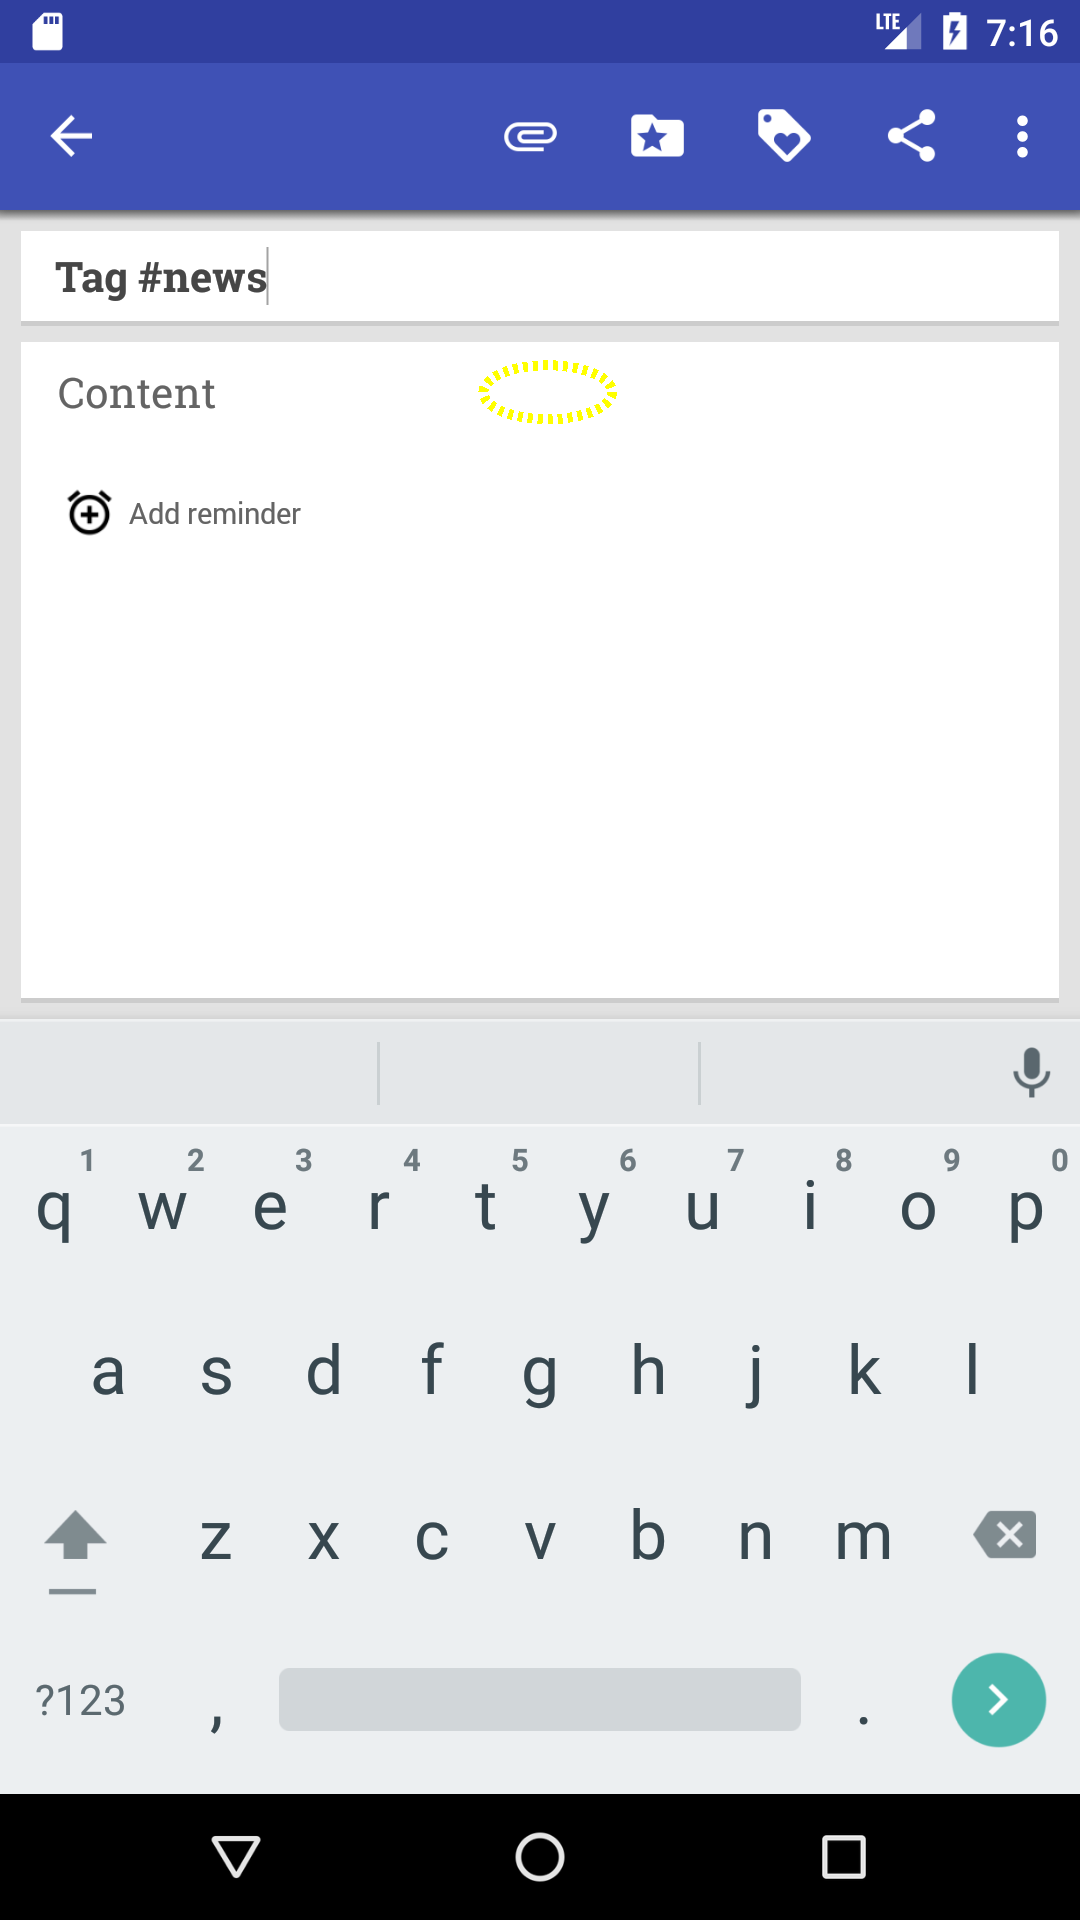 LTE 7:16
Tag #news
Content
Add reminder
1 2 3 4 5 6 7 8 9 0
q w e r t y u i o p
a s d f g h j k l
z x c v b n m
?123 , .